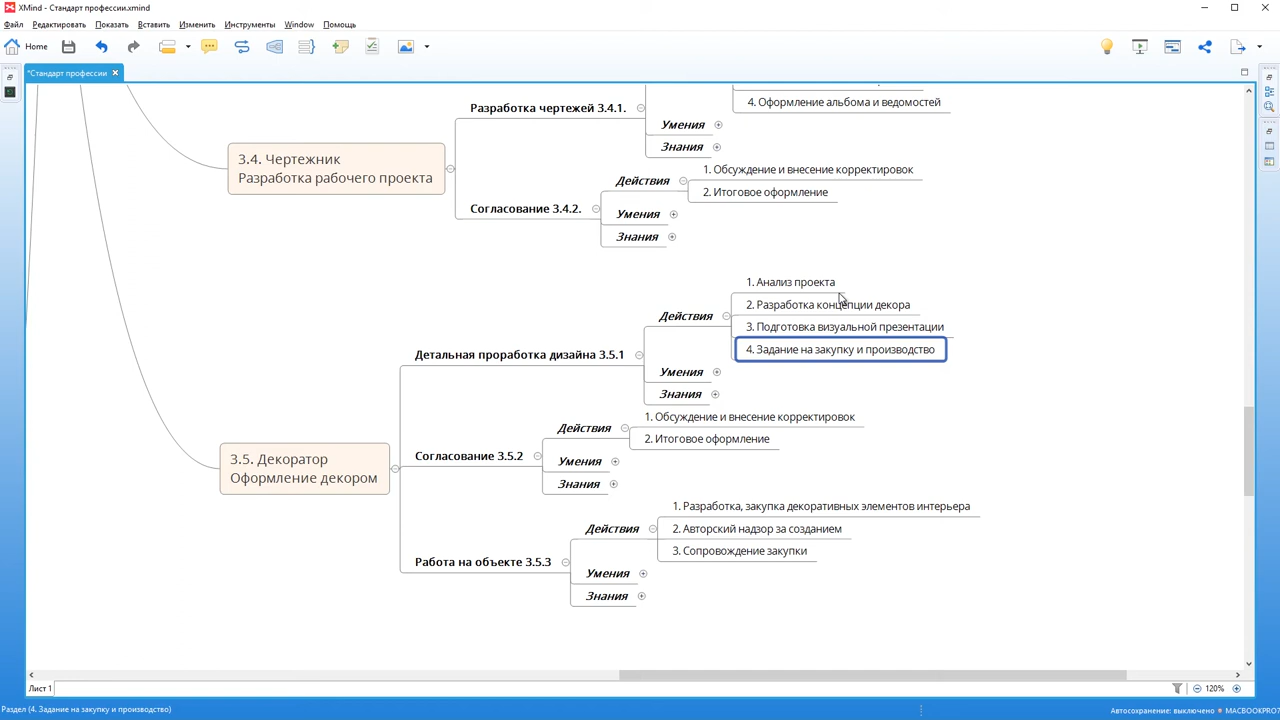 XMind - Стандарт профессии.xmind
Файл Редактировать Показать Вставить Изменить Инструменты Window Помощь
Home
*Стандарт профессии
4. Оформление альбома и ведомостей
Разработка чертежей 3.4.1.
Умения
Знания
3.4. Чертежник
Разработка рабочего проекта
1. Обсуждение и внесение корректировок
Действия
2. Итоговое оформление
Согласование 3.4.2.
Умения
Знания
1. Анализ проекта
2. Разработка концепции декора
Действия
3. Подготовка визуальной презентации
4. Задание на закупку и производство
Детальная проработка дизайна 3.5.1
Умения
Знания
1. Обсуждение и внесение корректировок
Действия
2. Итоговое оформление
Согласование 3.5.2
Умения
Знания
3.5. Декоратор
Оформление декором
1. Разработка, закупка декоративных элементов интерьера
Действия
2. Авторский надзор за созданием
3. Сопровождение закупки
Работа на объекте 3.5.3
Умения
Знания
Лист 1
120%
Раздел (4. Задание на закупку и производство)
Автосохранение: выключено
MACBOOKPRO7